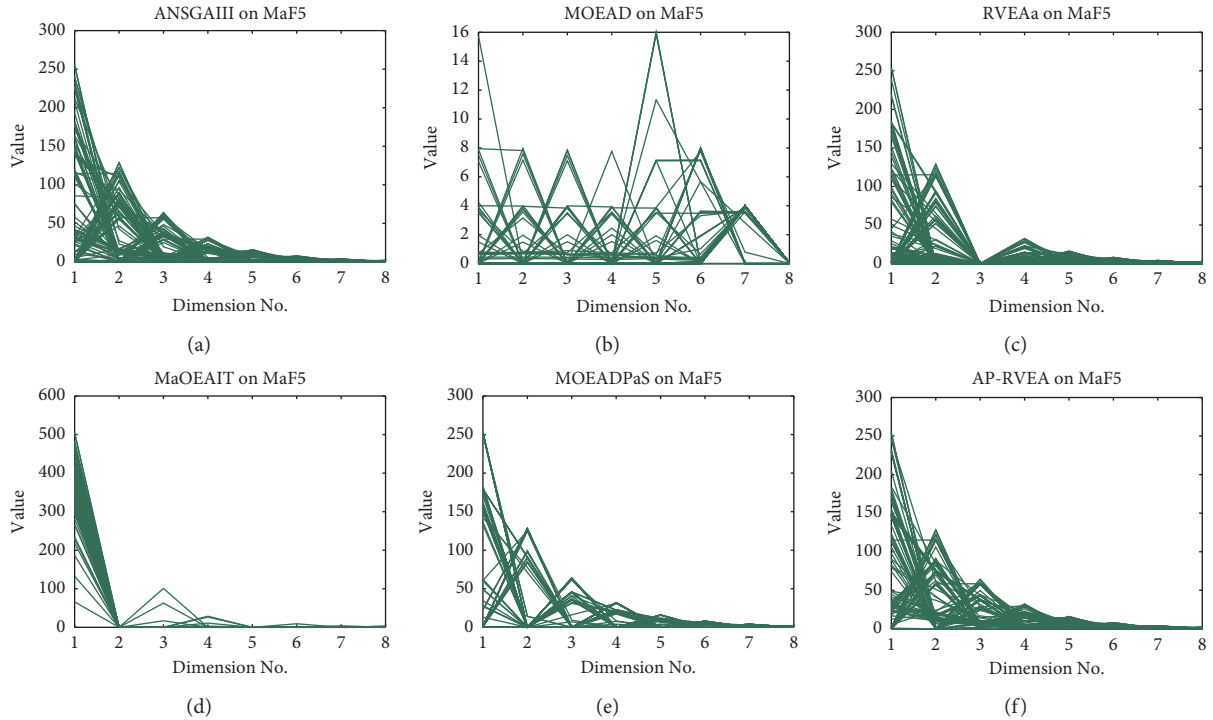 ANSGAIII on MaF5
300
250
200
150
100
50
0
Value
1 2 3 4 5 6 7 8
Dimension No.
(a)
MOEAD on MaF5
16
14
12
10
8
6
4
2
0
Value
1 2 3 4 5 6 7 8
Dimension No.
(b)
RVEAa on MaF5
300
250
200
150
100
50
0
Value
1 2 3 4 5 6 7 8
Dimension No.
(c)
MaOEAIT on MaF5
600
500
400
300
200
100
0
Value
1 2 3 4 5 6 7 8
Dimension No.
(d)
MOEADPaS on MaF5
300
250
200
150
100
50
0
Value
1 2 3 4 5 6 7 8
Dimension No.
(e)
AP-RVEA on MaF5
300
250
200
150
100
50
0
Value
1 2 3 4 5 6 7 8
Dimension No.
(f)